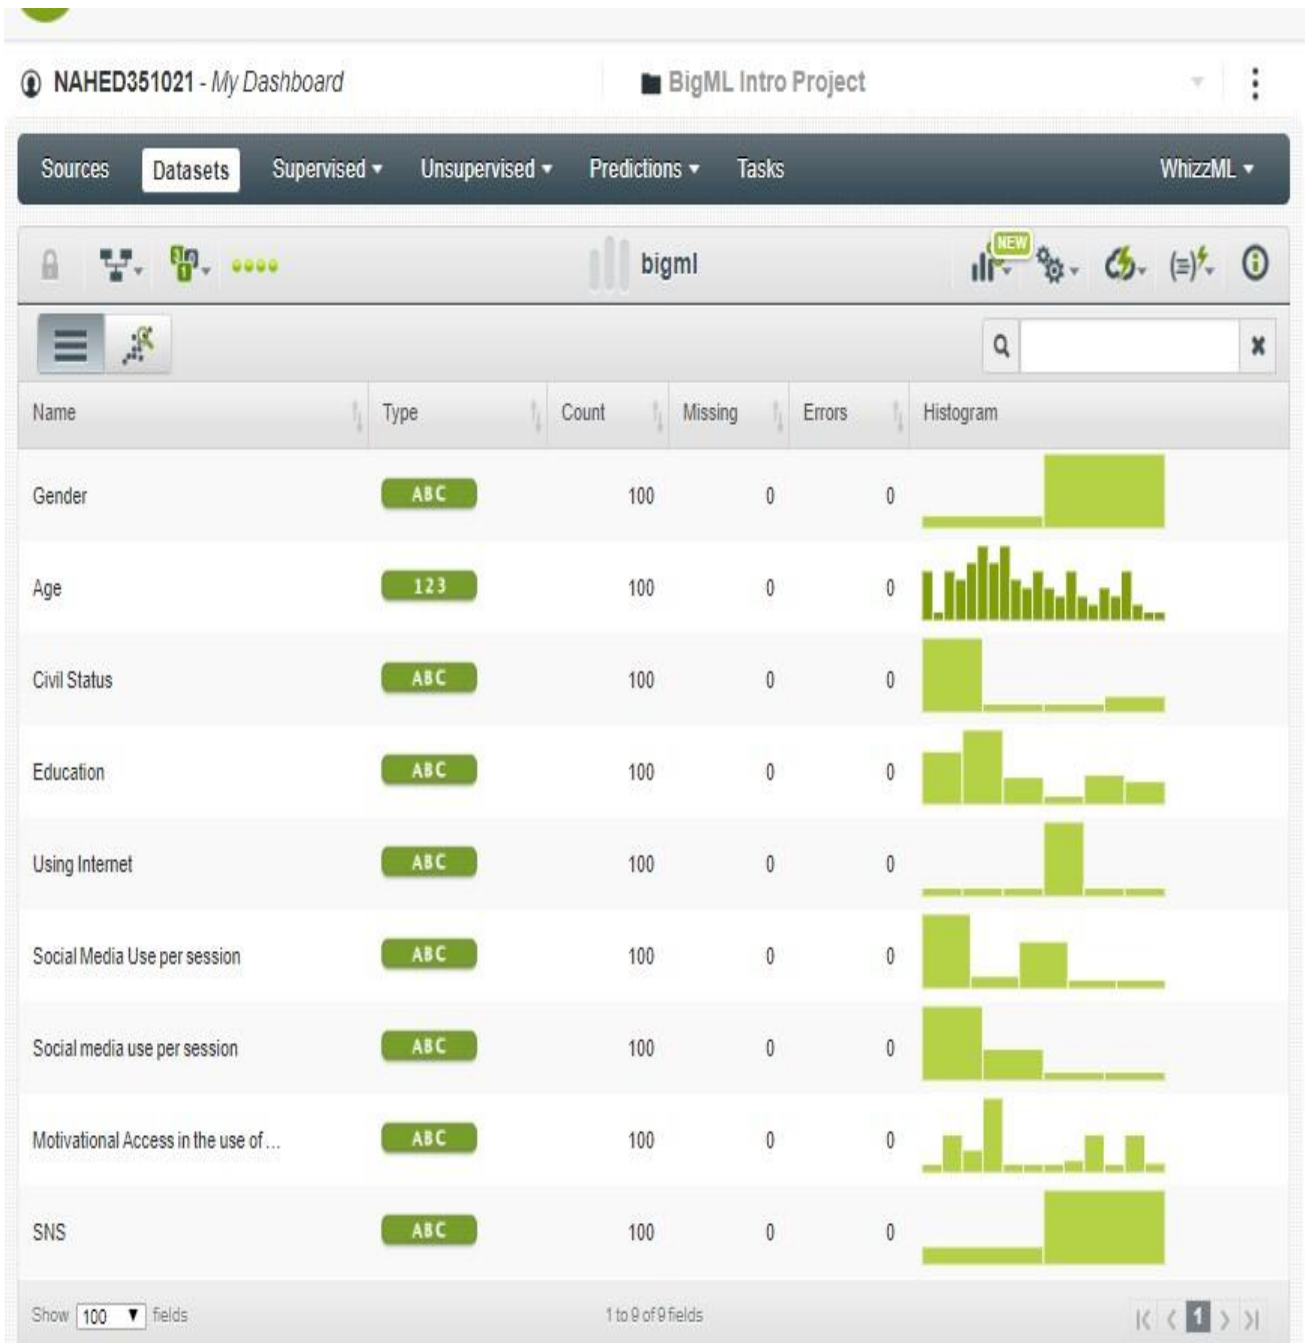 NAHED351021 - My Dashboard BigML Intro Project
Sources Datasets Supervised Unsupervised Predictions Tasks WhizzML
bigml NEW
Name Type Count Missing Errors Histogram
Gender ABC 100 0 0
Age 123 100 0 0
Civil Status ABC 100 0 0
Education ABC 100 0 0
Using Internet ABC 100 0 0
Social Media Use per session ABC 100 0 0
Social media use per session ABC 100 0 0
Motivational Access in the use of ... ABC 100 0 0
SNS ABC 100 0 0
Show 100 fields 1 to 9 of 9 fields 1